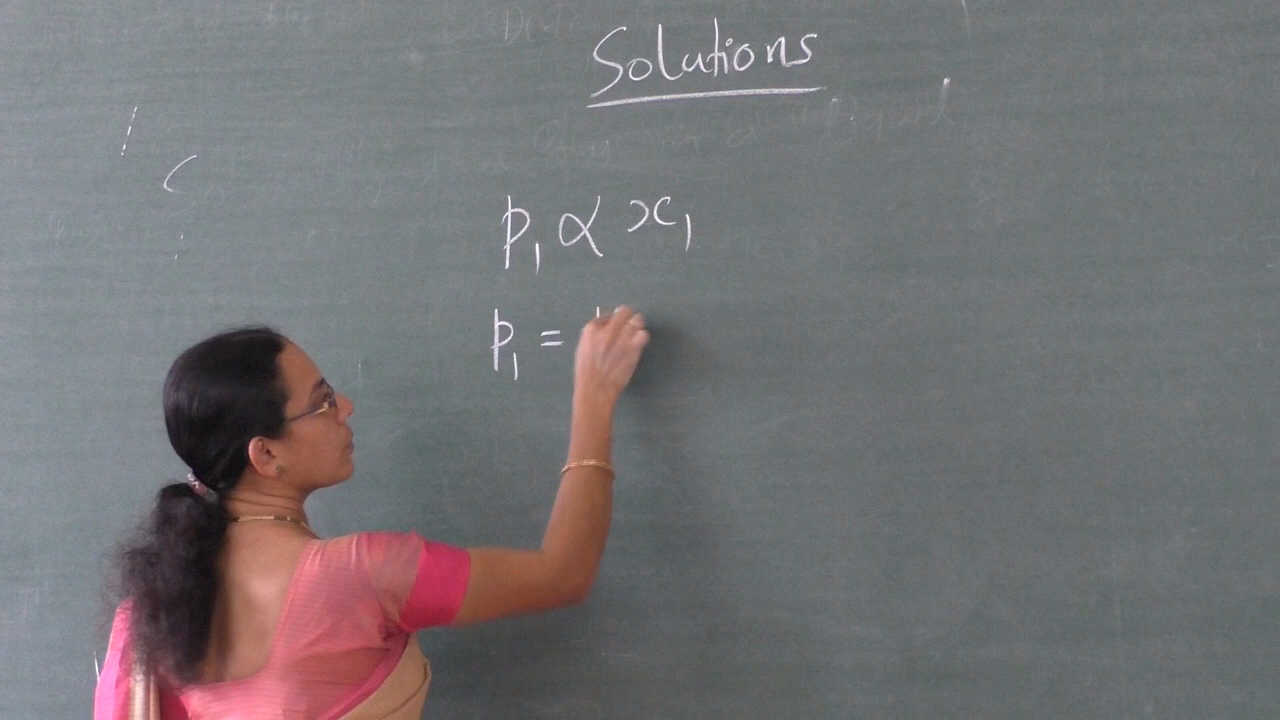 Solutions
p₁ ∝ x₁
p₁ =